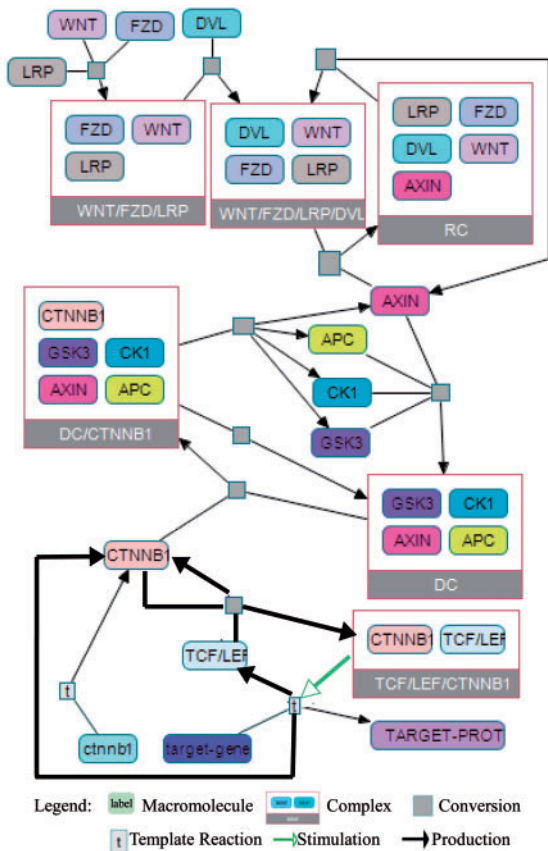 WNT
FZD
DVL
LRP
FZD
WNT
LRP
WNT/FZD/LRP
DVL
WNT
FZD
LRP
WNT/FZD/LRP/DVL
LRP
FZD
DVL
WNT
AXIN
RC
AXIN
CTNNB1
GSK3
CK1
AXIN
APC
DC/CTNNB1
APC
CK1
GSK3
GSK3
CK1
AXIN
APC
DC
CTNNB1
TCF/LEF
CTNNB1
TCF/LEF
TCF/LEF/CTNNB1
t
t
ctnnb1
target-gene
TARGET-PROT
Legend: label Macromolecule Complex Conversion
t Template Reaction Stimulation Production